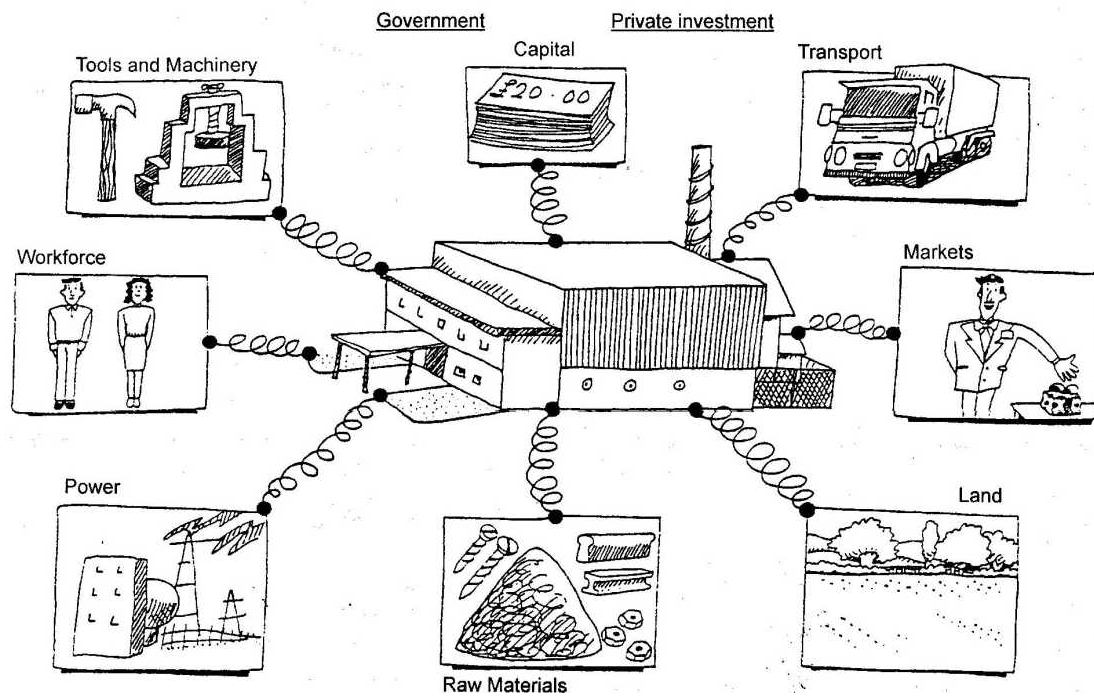 Government
Private investment
Capital
Transport
Tools and Machinery
£20.00
Workforce
Markets
Power
Land
Raw Materials